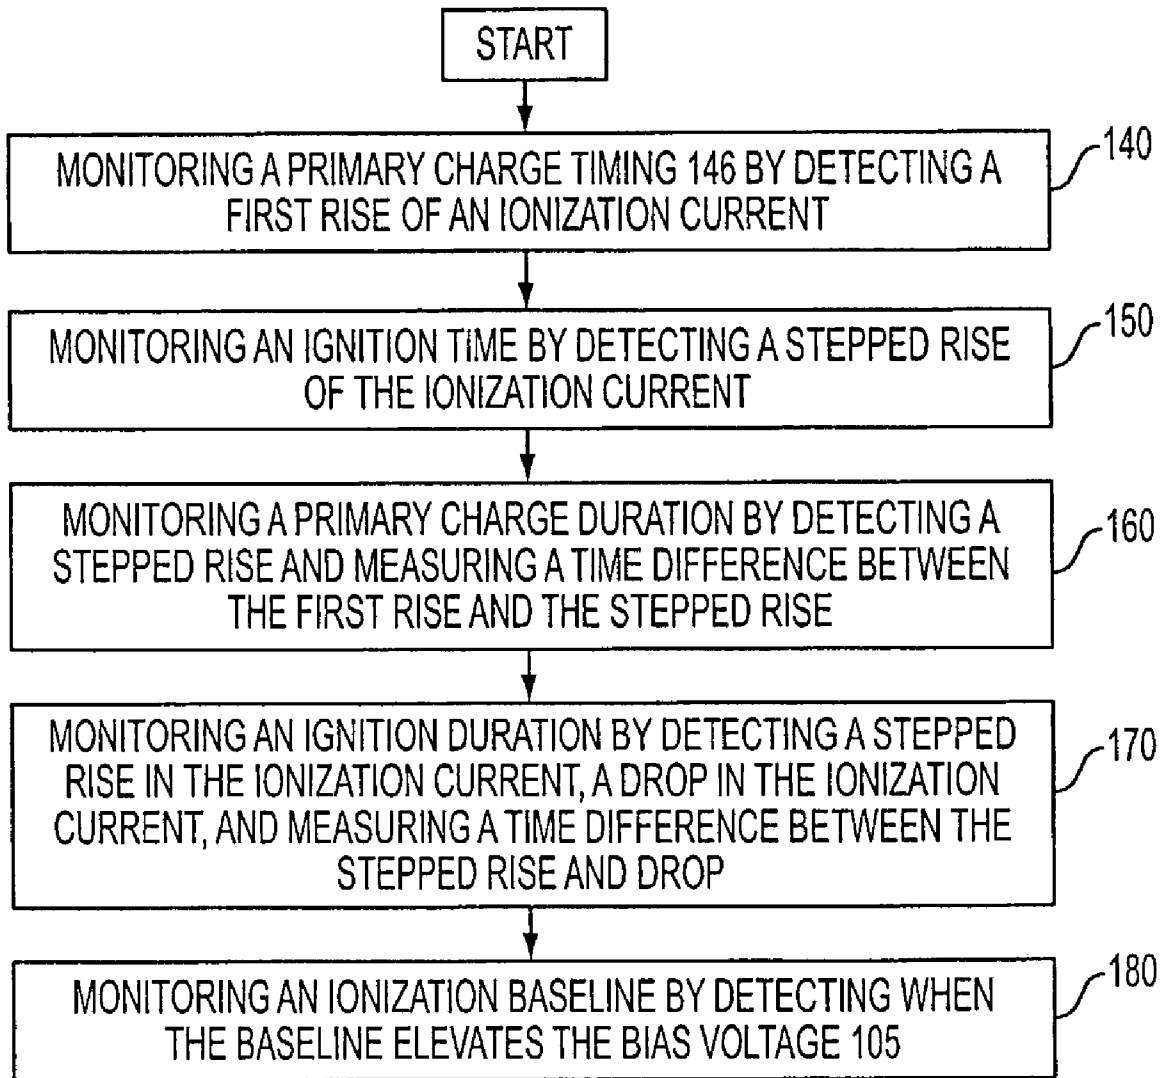 START
MONITORING A PRIMARY CHARGE TIMING 146 BY DETECTING A
FIRST RISE OF AN IONIZATION CURRENT
140
MONITORING AN IGNITION TIME BY DETECTING A STEPPED RISE
OF THE IONIZATION CURRENT
150
MONITORING A PRIMARY CHARGE DURATION BY DETECTING A
STEPPED RISE AND MEASURING A TIME DIFFERENCE BETWEEN
THE FIRST RISE AND THE STEPPED RISE
160
MONITORING AN IGNITION DURATION BY DETECTING A STEPPED
RISE IN THE IONIZATION CURRENT, A DROP IN THE IONIZATION
CURRENT, AND MEASURING A TIME DIFFERENCE BETWEEN THE
STEPPED RISE AND DROP
170
MONITORING AN IONIZATION BASELINE BY DETECTING WHEN
THE BASELINE ELEVATES THE BIAS VOLTAGE 105
180